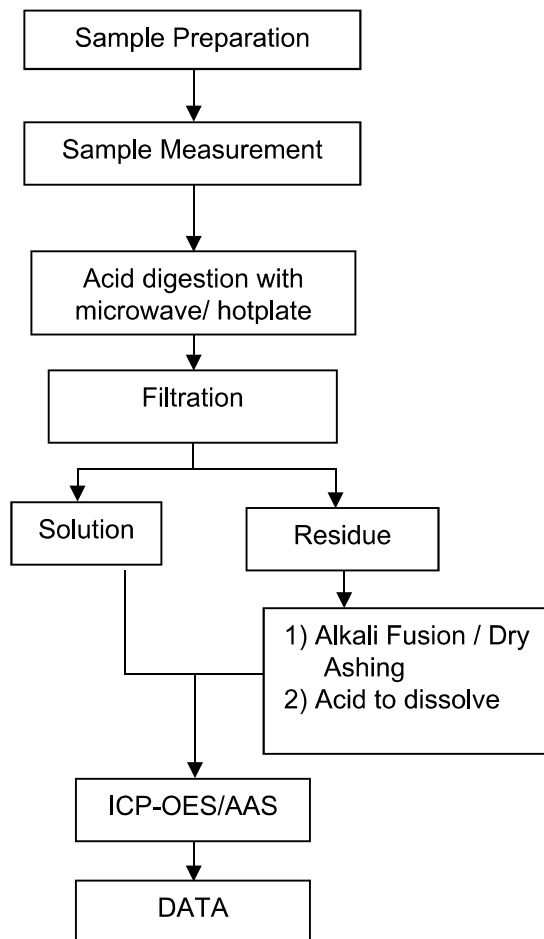 Sample Preparation
Sample Measurement
Acid digestion with
microwave/ hotplate
Filtration
Solution
Residue
1) Alkali Fusion / Dry
Ashing
2) Acid to dissolve
ICP-OES/AAS
DATA